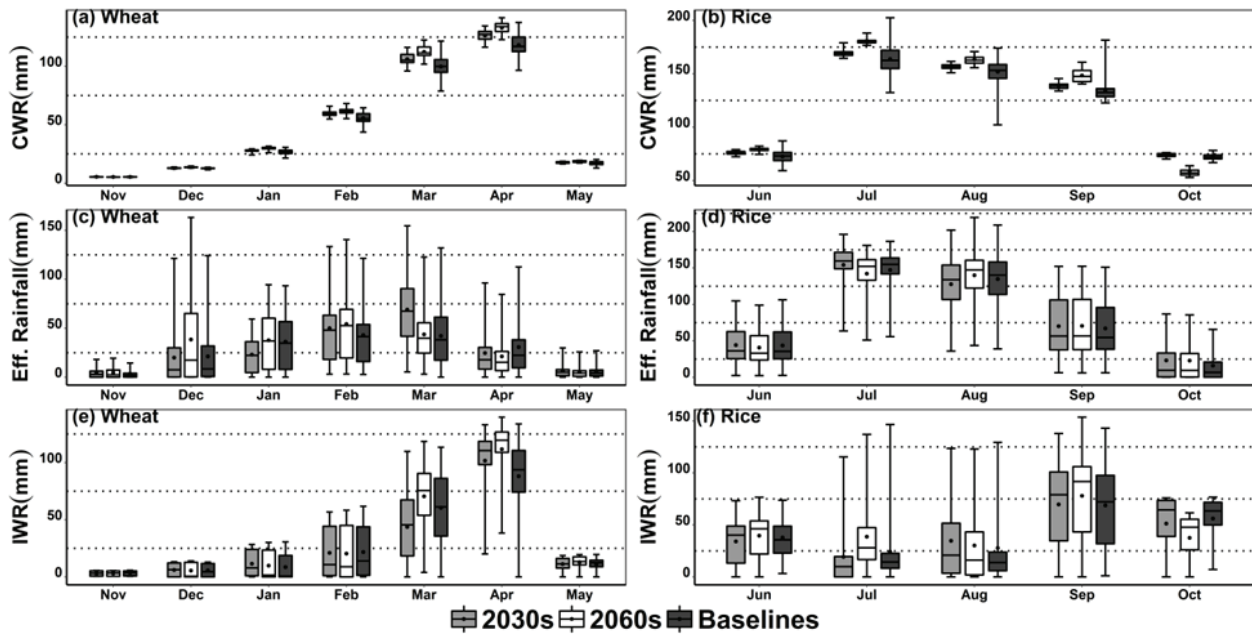 (a) Wheat
CWR(mm)
100
50
0
Nov Dec Jan Feb Mar Apr May
(b) Rice
CWR(mm)
200
150
100
50
Jun Jul Aug Sep Oct
(c) Wheat
Eff. Rainfall(mm)
150
100
50
0
Nov Dec Jan Feb Mar Apr May
(d) Rice
Eff. Rainfall(mm)
200
150
100
50
0
Jun Jul Aug Sep Oct
(e) Wheat
IWR(mm)
100
50
0
Nov Dec Jan Feb Mar Apr May
(f) Rice
IWR(mm)
150
100
50
0
Jun Jul Aug Sep Oct
2030s 2060s Baselines